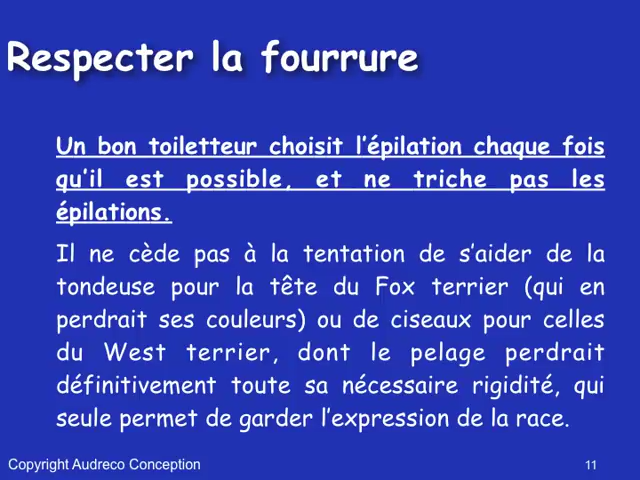 Respecter la fourrure
Un bon toiletteur choisit l'épilation chaque fois
qu'il est possible, et ne triche pas les
épilations.
Il ne cède pas à la tentation de s'aider de la
tondeuse pour la tête du Fox terrier (qui en
perdrait ses couleurs) ou de ciseaux pour celles
du West terrier, dont le pelage perdrait
définitivement toute sa nécessaire rigidité, qui
seule permet de garder l'expression de la race.
Copyright Audreco Conception
11